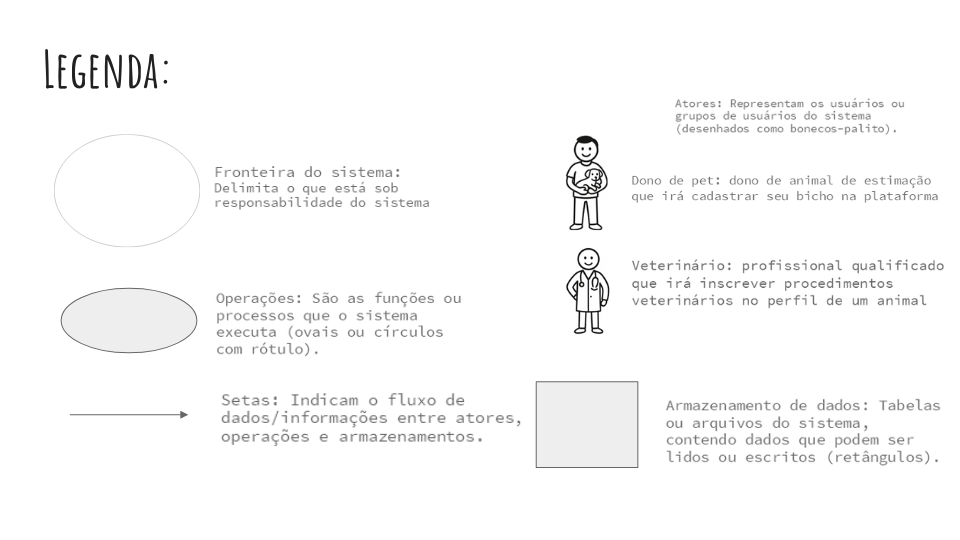 LEGENDA:
Fronteira do sistema:
Delimita o que está sob
responsabilidade do sistema
Operações: São as funções ou
processos que o sistema
executa (ovais ou círculos
com rótulo).
Setas: Indicam o fluxo de
dados/informações entre atores,
operações e armazenamentos.
Atores: Representam os usuários ou
grupos de usuários do sistema
(desenhados como bonecos-palito).
Dono de pet: dono de animal de estimação
que irá cadastrar seu bicho na plataforma
Veterinário: profissional qualificado
que irá inscrever procedimentos
veterinários no perfil de um animal
Armazenamento de dados: Tabelas
ou arquivos do sistema,
contendo dados que podem ser
lidos ou escritos (retângulos).